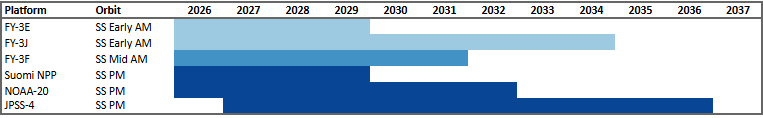 Platform Orbit 2026 2027 2028 2029 2030 2031 2032 2033 2034 2035 2036 2037
FY-3E SS Early AM
FY-3J SS Early AM
FY-3F SS Mid AM
Suomi NPP SS PM
NOAA-20 SS PM
JPSS-4 SS PM